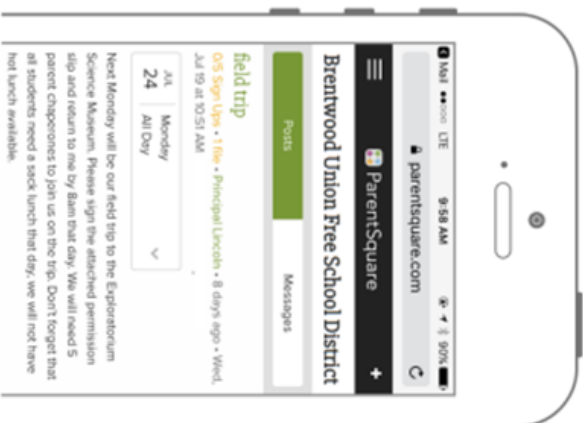 Mail LTE 9:58 AM 90%
parentsquare.com
ParentSquare +
Brentwood Union Free School District
Posts Messages
field trip
0/5 Sign Ups • 1 file • Principal Lincoln • 8 days ago • Wed,
Jul 19 at 10:51 AM
JUL Monday
24 All Day
Next Monday will be our field trip to the Exploratorium
Science Museum. Please sign the attached permission
slip and return to me by 8am that day. We will need 5
parent chaperones to join us on the trip. Don't forget that
all students need a sack lunch that day, we will not have
hot lunch available.